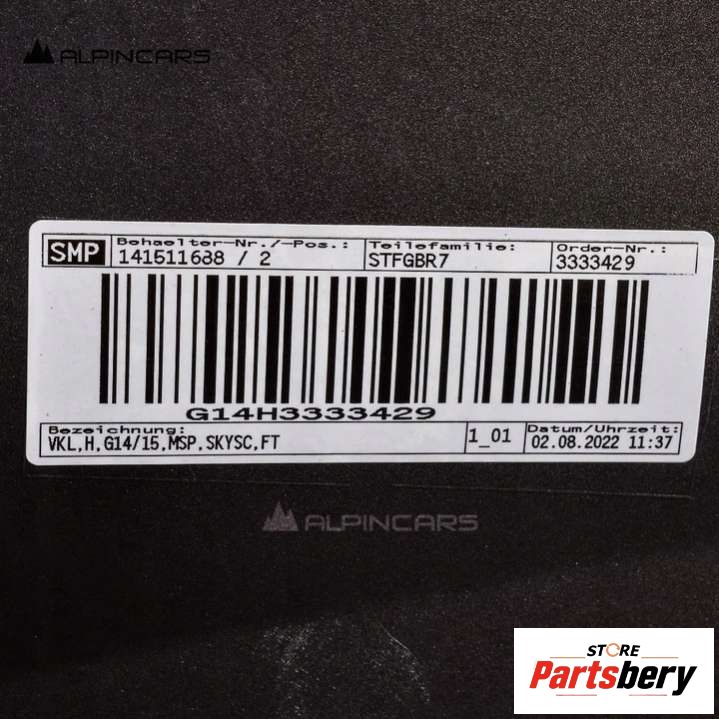 ALPINCARS
SMP
Behaelter-Nr./-Pos.:
141511688 / 2
Teilefamilie:
STFGBR7
Order-Nr.:
3333429
G14H3333429
Bezeichnung:
VKL,H,G14/15,MSP,SKYSC,FT
1_01
Datum/Uhrzeit:
02.08.2022 11:37
ALPINCARS
STORE
Partsbery